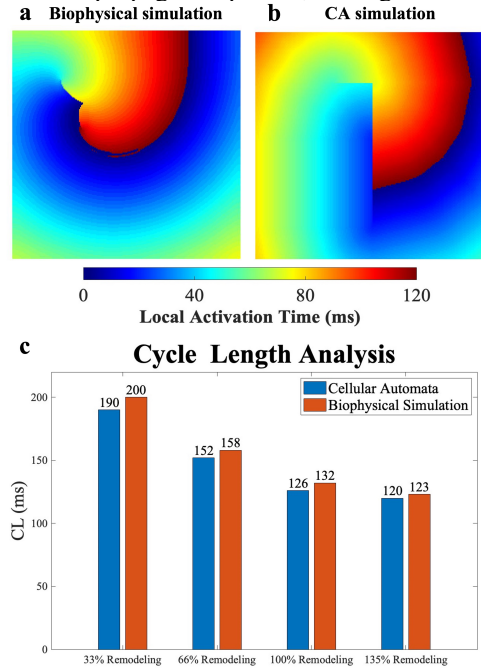 a Biophysical simulation
b CA simulation
0 40 80 120
Local Activation Time (ms)
c Cycle Length Analysis
Cellular Automata
Biophysical Simulation
CL (ms)
200
150
100
50
0
190 200
152 158
126 132
120 123
33% Remodeling 66% Remodeling 100% Remodeling 135% Remodeling